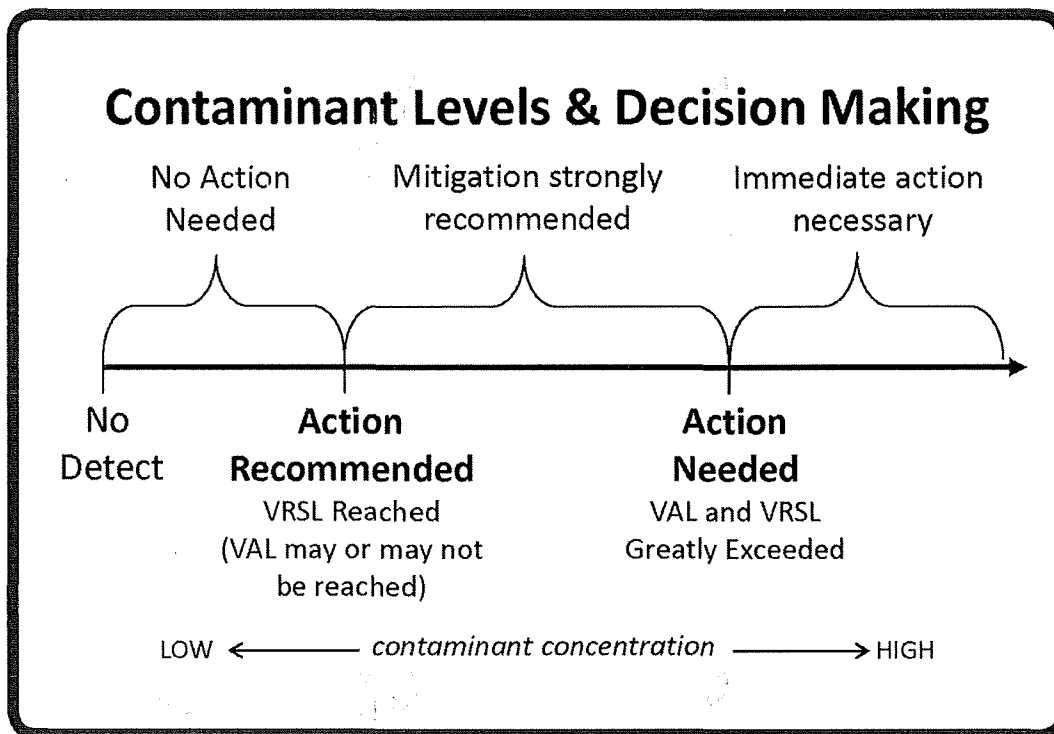 Contaminant Levels & Decision Making
No Action
Needed
Mitigation strongly
recommended
Immediate action
necessary
No
Detect
Action
Recommended
VRSL Reached
(VAL may or may not
be reached)
Action
Needed
VAL and VRSL
Greatly Exceeded
LOW contaminant concentration HIGH